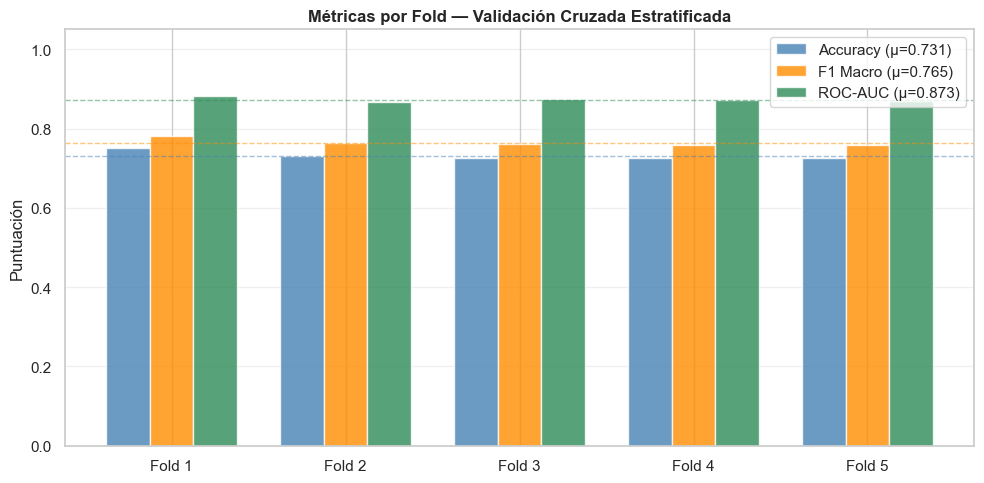 Métricas por Fold — Validación Cruzada Estratificada
Puntuación
1.0
0.8
0.6
0.4
0.2
0.0
Accuracy (μ=0.731)
F1 Macro (μ=0.765)
ROC-AUC (μ=0.873)
Fold 1
Fold 2
Fold 3
Fold 4
Fold 5